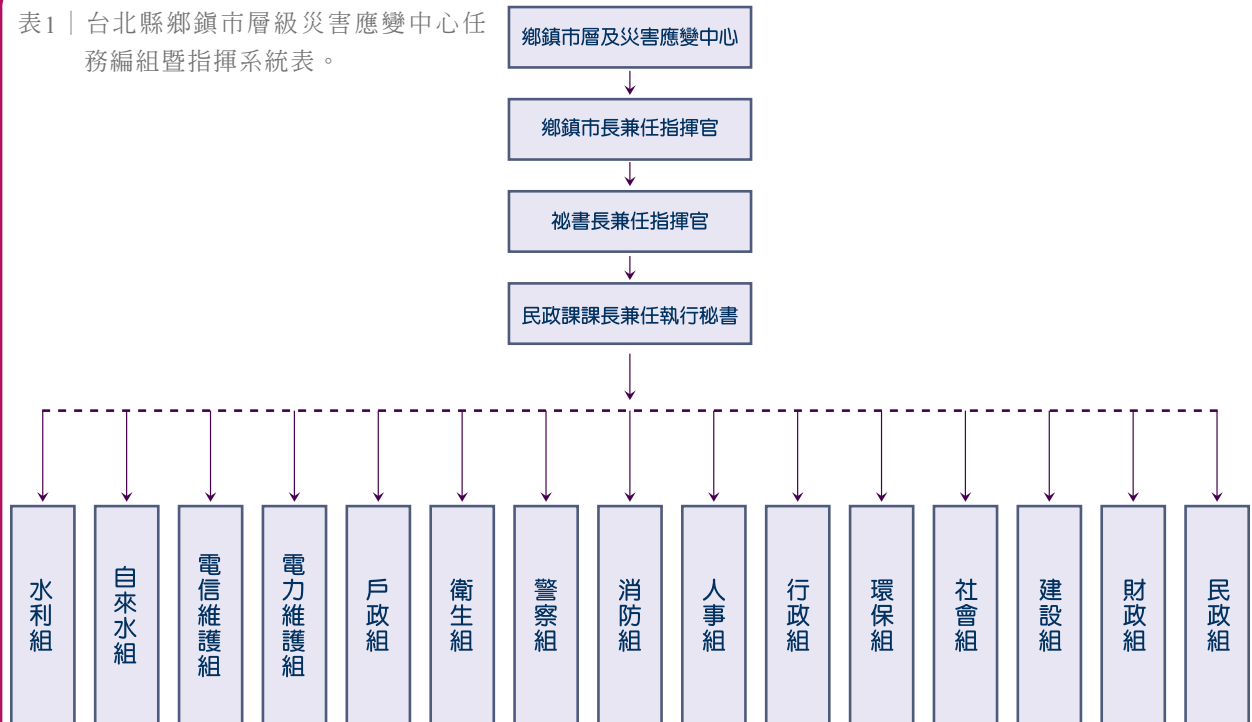 表1｜台北縣鄉鎮市層級災害應變中心任
務編組暨指揮系統表。
鄉鎮市層及災害應變中心
鄉鎮市長兼任指揮官
祕書長兼任指揮官
民政課課長兼任執行秘書
水利組
自來水組
電信維護組
電力維護組
戶政組
衛生組
警察組
消防組
人事組
行政組
環保組
社會組
建設組
財政組
民政組